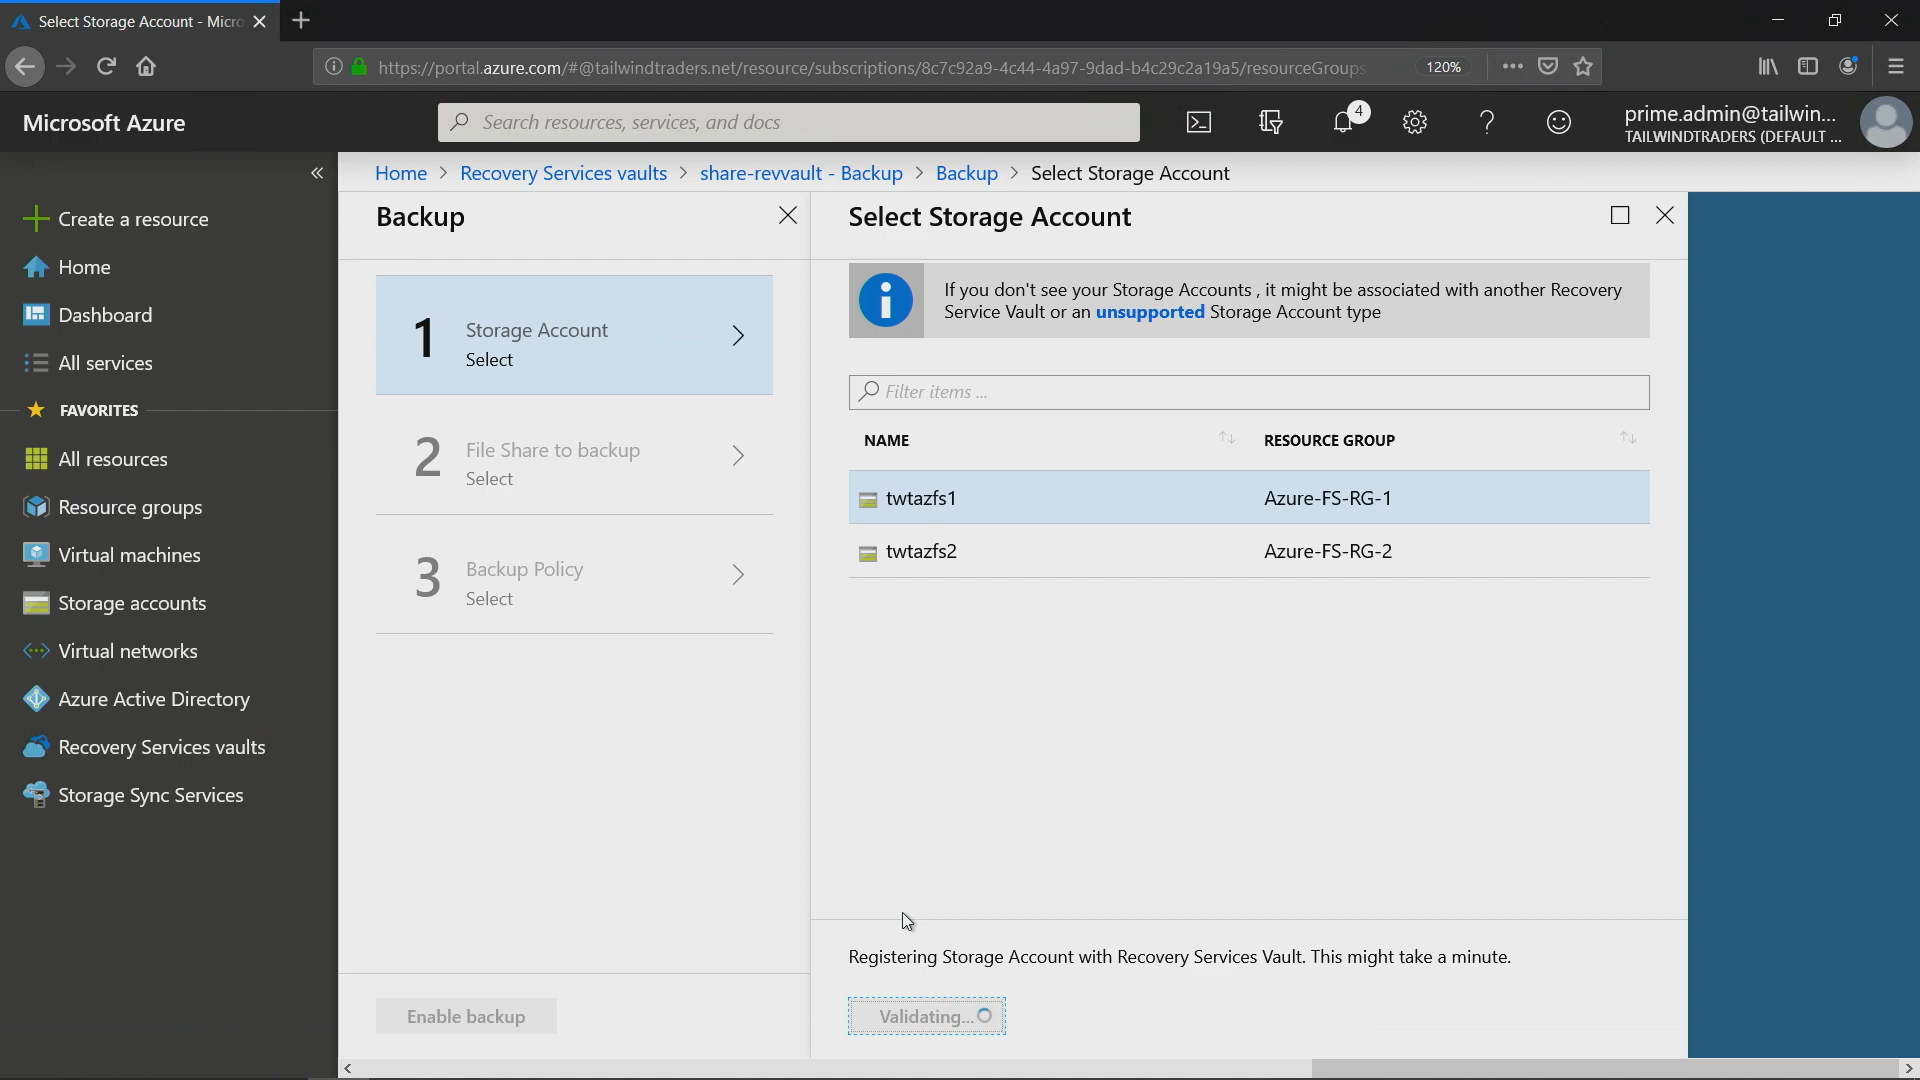 Select Storage Account - Micro
https://portal.azure.com/#@tailwindtraders.net/resource/subscriptions/8c7c92a9-4c44-4a97-9dad-b4c29c2a19a5/resourceGroups
120%
Microsoft Azure
Search resources, services, and docs
4
prime.admin@tailwin...
TAILWINDTRADERS (DEFAULT ...
Home > Recovery Services vaults > share-revvault - Backup > Backup > Select Storage Account
Create a resource
Home
Dashboard
All services
FAVORITES
All resources
Resource groups
Virtual machines
Storage accounts
Virtual networks
Azure Active Directory
Recovery Services vaults
Storage Sync Services
Backup
1
Storage Account
Select
2
File Share to backup
Select
3
Backup Policy
Select
Enable backup
Select Storage Account
If you don't see your Storage Accounts , it might be associated with another Recovery
Service Vault or an unsupported Storage Account type
Filter items ...
NAME RESOURCE GROUP
twtazfs1 Azure-FS-RG-1
twtazfs2 Azure-FS-RG-2
Registering Storage Account with Recovery Services Vault. This might take a minute.
Validating...